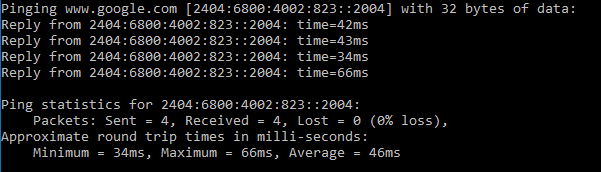 Pinging www.google.com [2404:6800:4002:823::2004] with 32 bytes of data:
Reply from 2404:6800:4002:823::2004: time=42ms
Reply from 2404:6800:4002:823::2004: time=43ms
Reply from 2404:6800:4002:823::2004: time=34ms
Reply from 2404:6800:4002:823::2004: time=66ms
Ping statistics for 2404:6800:4002:823::2004:
Packets: Sent = 4, Received = 4, Lost = 0 (0% loss),
Approximate round trip times in milli-seconds:
Minimum = 34ms, Maximum = 66ms, Average = 46ms